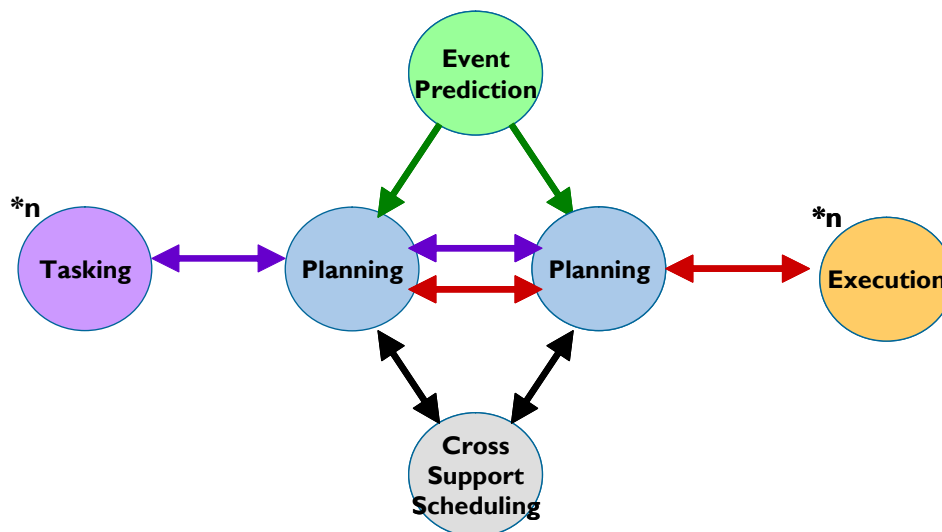 Event
Prediction
*n
*n
Tasking
Planning
Planning
Execution
Cross
Support
Scheduling